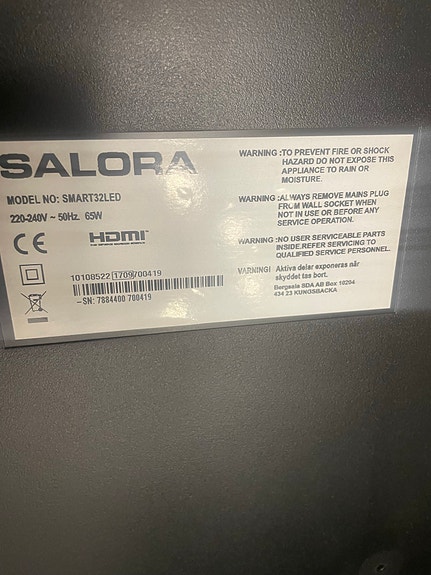 SALORA
MODEL NO: SMART32LED
220-240V ~ 50Hz. 65W
CE HDMI
10108522 1709/00419
-SN: 7884400 700419
WARNING :TO PREVENT FIRE OR SHOCK
HAZARD DO NOT EXPOSE THIS
APPLIANCE TO RAIN OR
MOISTURE.
WARNING :ALWAYS REMOVE MAINS PLUG
FROM WALL SOCKET WHEN
NOT IN USE OR BEFORE ANY
SERVICE OPERATION.
WARNING :NO USER SERVICEABLE PARTS
INSIDE.REFER SERVICING TO
QUALIFIED SERVICE PERSONNEL.
VARNING! Aktiva delar exponeras når
skyddet tas bort.
Bergsala SDA AB Box 10204
434 23 KUNGSBACKA